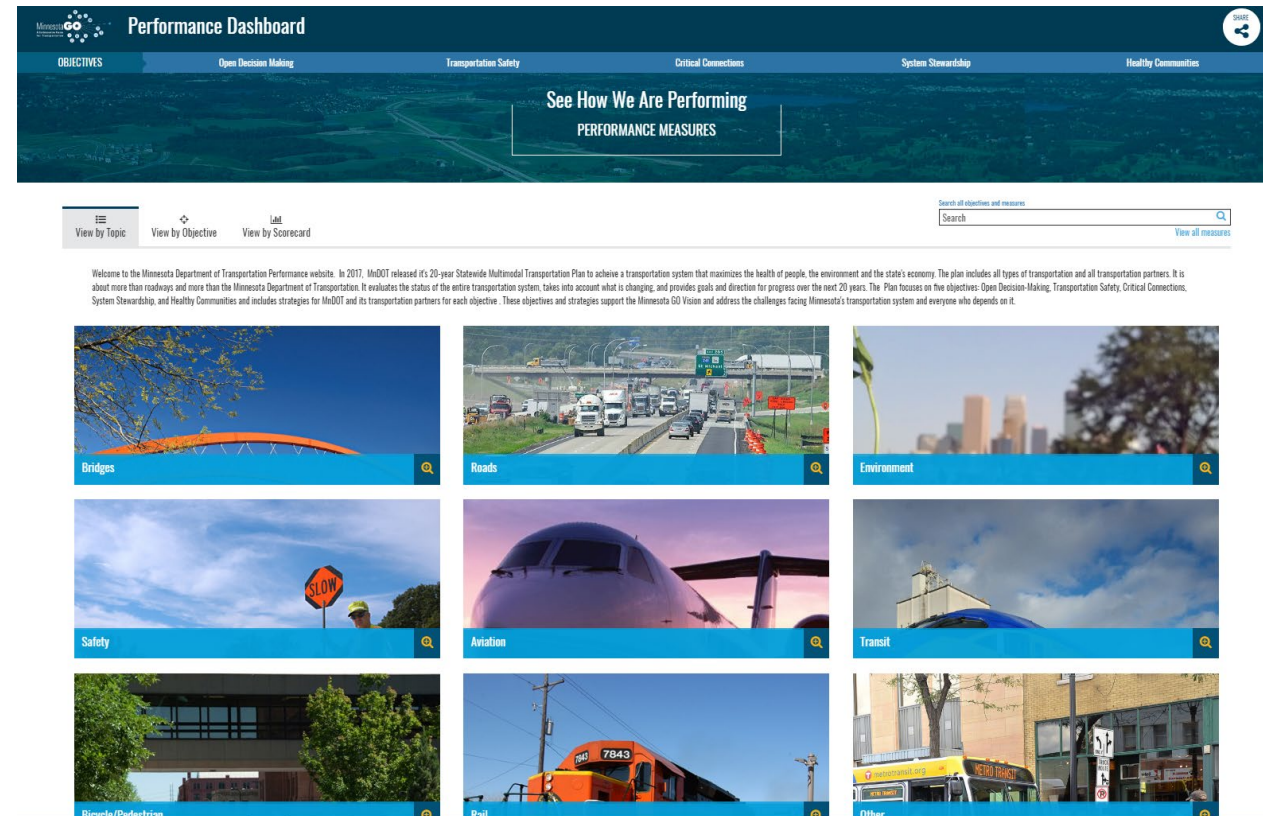 Minnesota GO
Performance Dashboard
SHARE
OBJECTIVES
Open Decision Making
Transportation Safety
Critical Connections
System Stewardship
Healthy Communities
See How We Are Performing
PERFORMANCE MEASURES
View by Topic
View by Objective
View by Scorecard
Search all objectives and measures
Search
View all measures
Welcome to the Minnesota Department of Transportation Performance website. In 2017, MnDOT released it's 20-year Statewide Multimodal Transportation Plan to acheive a transportation system that maximizes the health of people, the environment and the state's economy. The plan includes all types of transportation and all transportation partners. It is
about more than roadways and more than the Minnesota Department of Transportation. It evaluates the status of the entire transportation system, takes into account what is changing, and provides goals and direction for progress over the next 20 years. The Plan focuses on five objectives: Open Decision-Making, Transportation Safety, Critical Connections,
System Stewardship, and Healthy Communities and includes strategies for MnDOT and its transportation partners for each objective . These objectives and strategies support the Minnesota GO Vision and address the challenges facing Minnesota's transportation system and everyone who depends on it.
Bridges
Roads
Environment
SLOW
Safety
Aviation
Transit
7843
7843
metrotransit.org
METRO TRANSIT
Bicycle/Pedestrian
Rail
Other